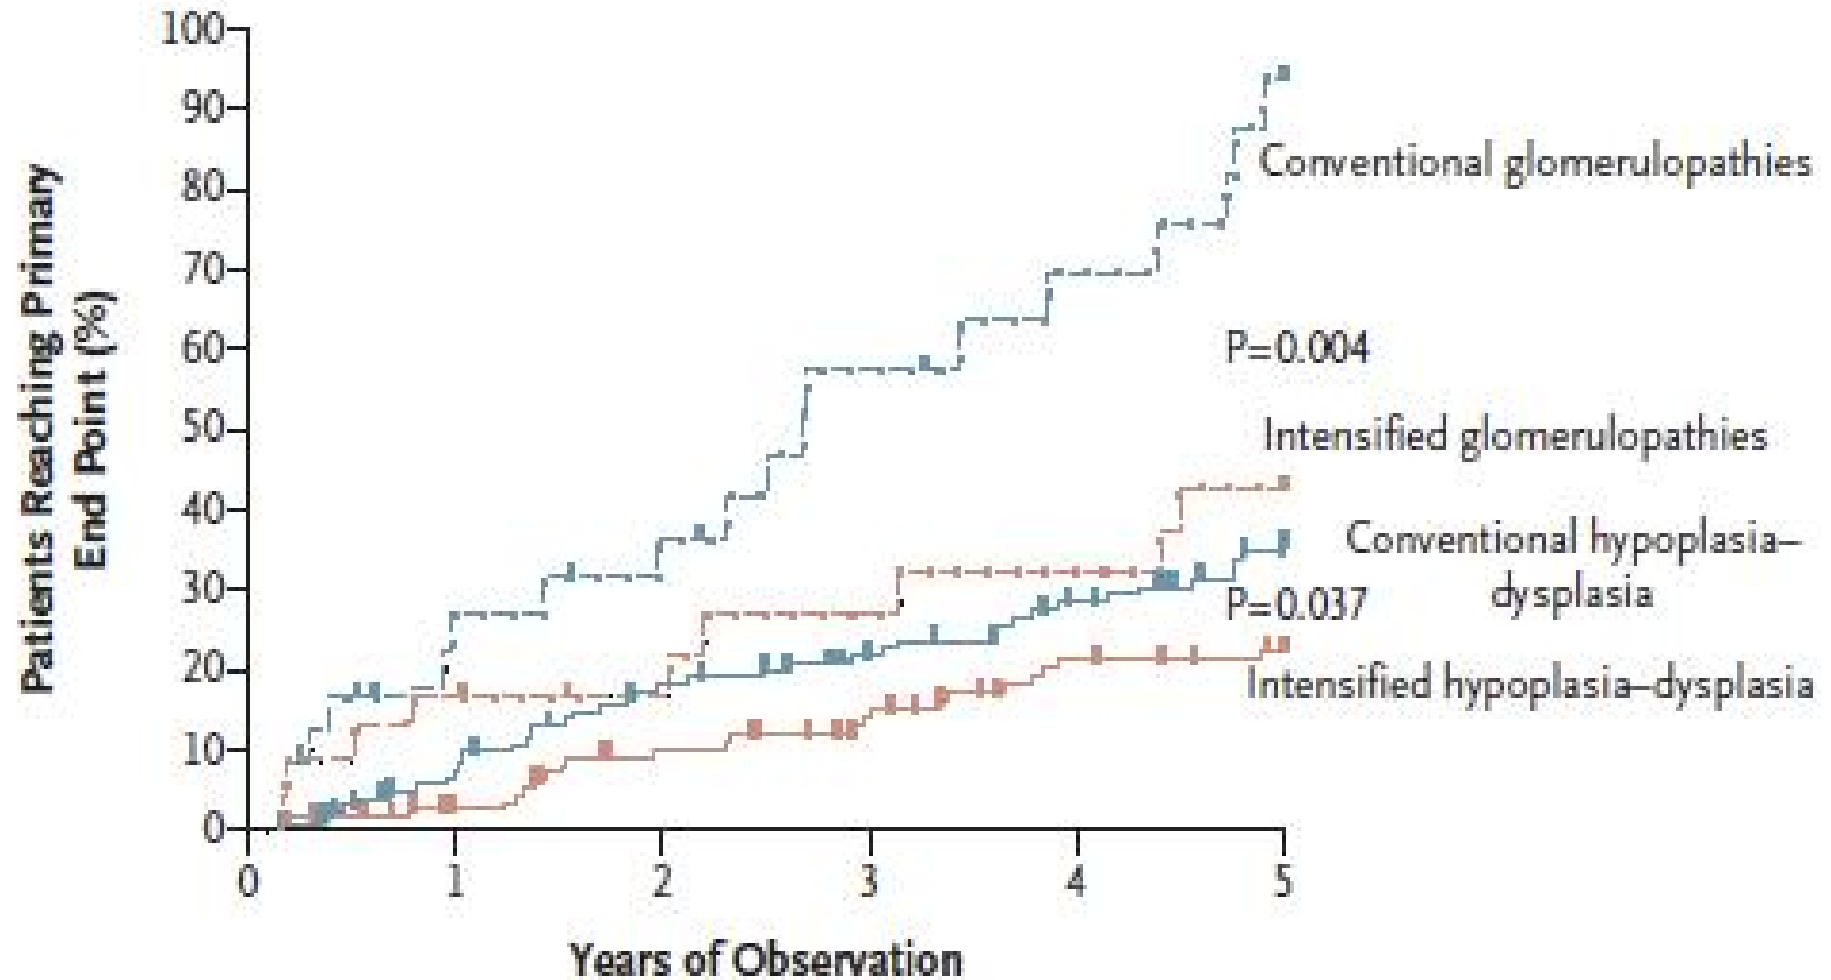 100
90
80
70
60
50
40
30
20
10
0
Patients Reaching Primary
End Point (%)
Conventional glomerulopathies
P=0.004
Intensified glomerulopathies
Conventional hypoplasia–
dysplasia
P=0.037
Intensified hypoplasia–dysplasia
0 1 2 3 4 5
Years of Observation